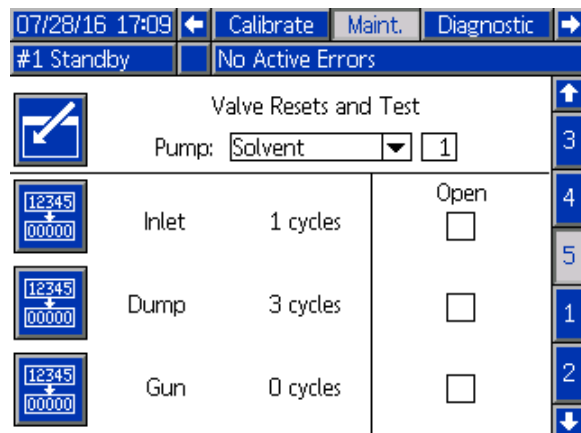 07/28/16 17:09 Calibrate Maint. Diagnostic
#1 Standby No Active Errors
Valve Resets and Test
Pump: Solvent 1
3
Open
4
12345
00000
Inlet 1 cycles
5
12345
00000
Dump 3 cycles
1
12345
00000
Gun 0 cycles
2